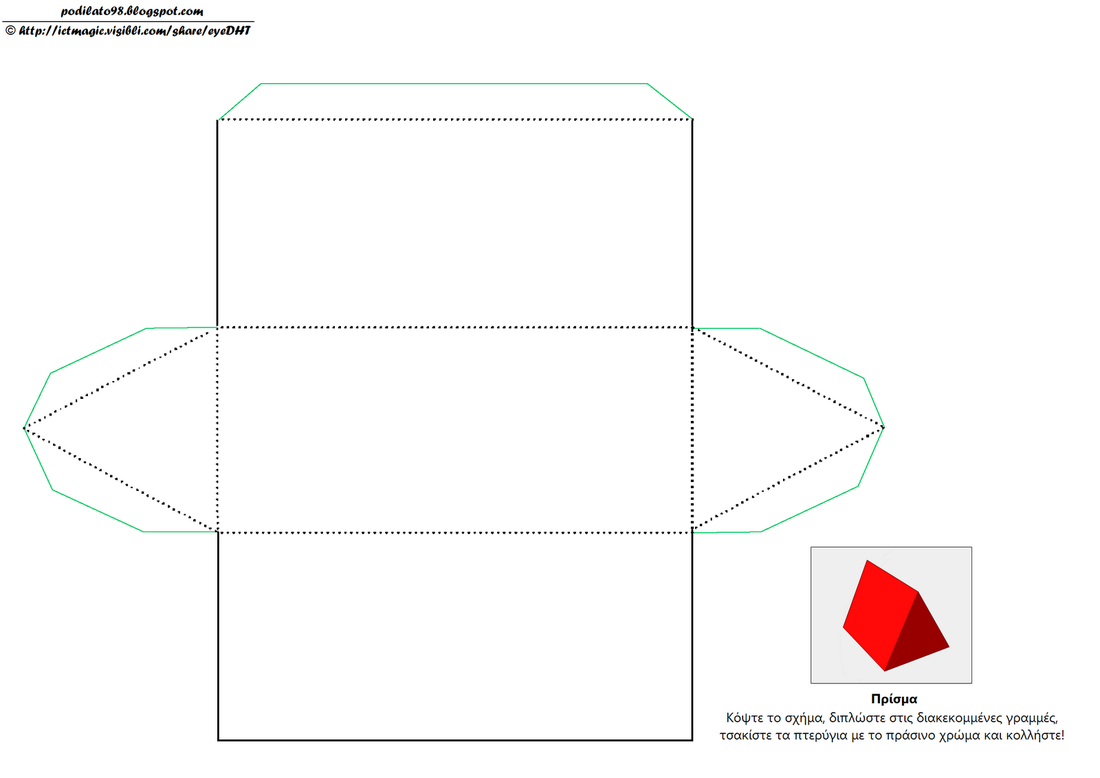 podilato98.blogspot.com
© http://ictmagic.visibli.com/share/eyeDHT
Πρίσμα
Κόψτε το σχήμα, διπλώστε στις διακεκομμένες γραμμές,
τσακίστε τα πτερύγια με το πράσινο χρώμα και κολλήστε!